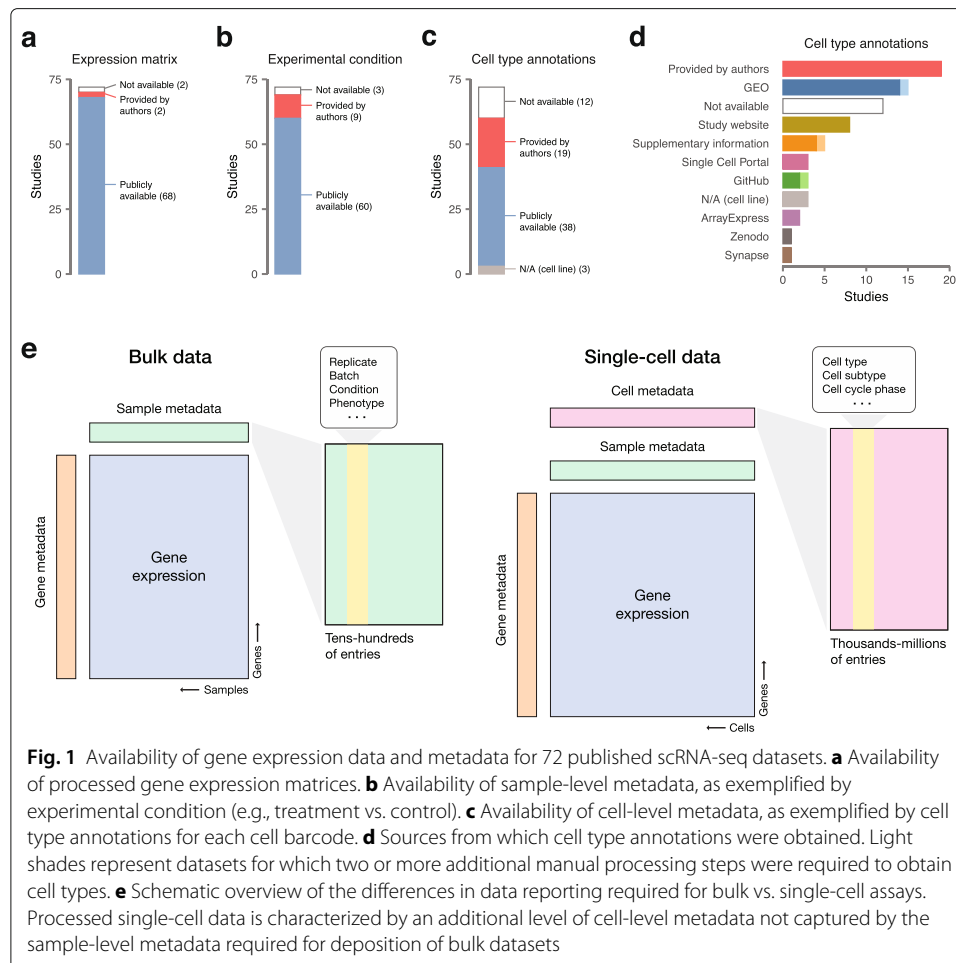 a
Expression matrix
75
50
25
0
Studies
Not available (2)
Provided by
authors (2)
Publicly
available (68)
b
Experimental condition
75
50
25
0
Studies
Not available (3)
Provided by
authors (9)
Publicly
available (60)
c
Cell type annotations
75
50
25
0
Studies
Not available (12)
Provided by
authors (19)
Publicly
available (38)
N/A (cell line) (3)
d
Cell type annotations
Provided by authors
GEO
Not available
Study website
Supplementary information
Single Cell Portal
GitHub
N/A (cell line)
ArrayExpress
Zenodo
Synapse
0 5 10 15 20
Studies
e
Bulk data
Replicate
Batch
Condition
Phenotype
...
Sample metadata
Gene metadata
Gene
expression
Genes →
← Samples
Tens-hundreds
of entries
Single-cell data
Cell type
Cell subtype
Cell cycle phase
...
Cell metadata
Sample metadata
Gene metadata
Gene
expression
Genes →
← Cells
Thousands-millions
of entries
Fig. 1 Availability of gene expression data and metadata for 72 published scRNA-seq datasets. a Availability
of processed gene expression matrices. b Availability of sample-level metadata, as exemplified by
experimental condition (e.g., treatment vs. control). c Availability of cell-level metadata, as exemplified by cell
type annotations for each cell barcode. d Sources from which cell type annotations were obtained. Light
shades represent datasets for which two or more additional manual processing steps were required to obtain
cell types. e Schematic overview of the differences in data reporting required for bulk vs. single-cell assays.
Processed single-cell data is characterized by an additional level of cell-level metadata not captured by the
sample-level metadata required for deposition of bulk datasets